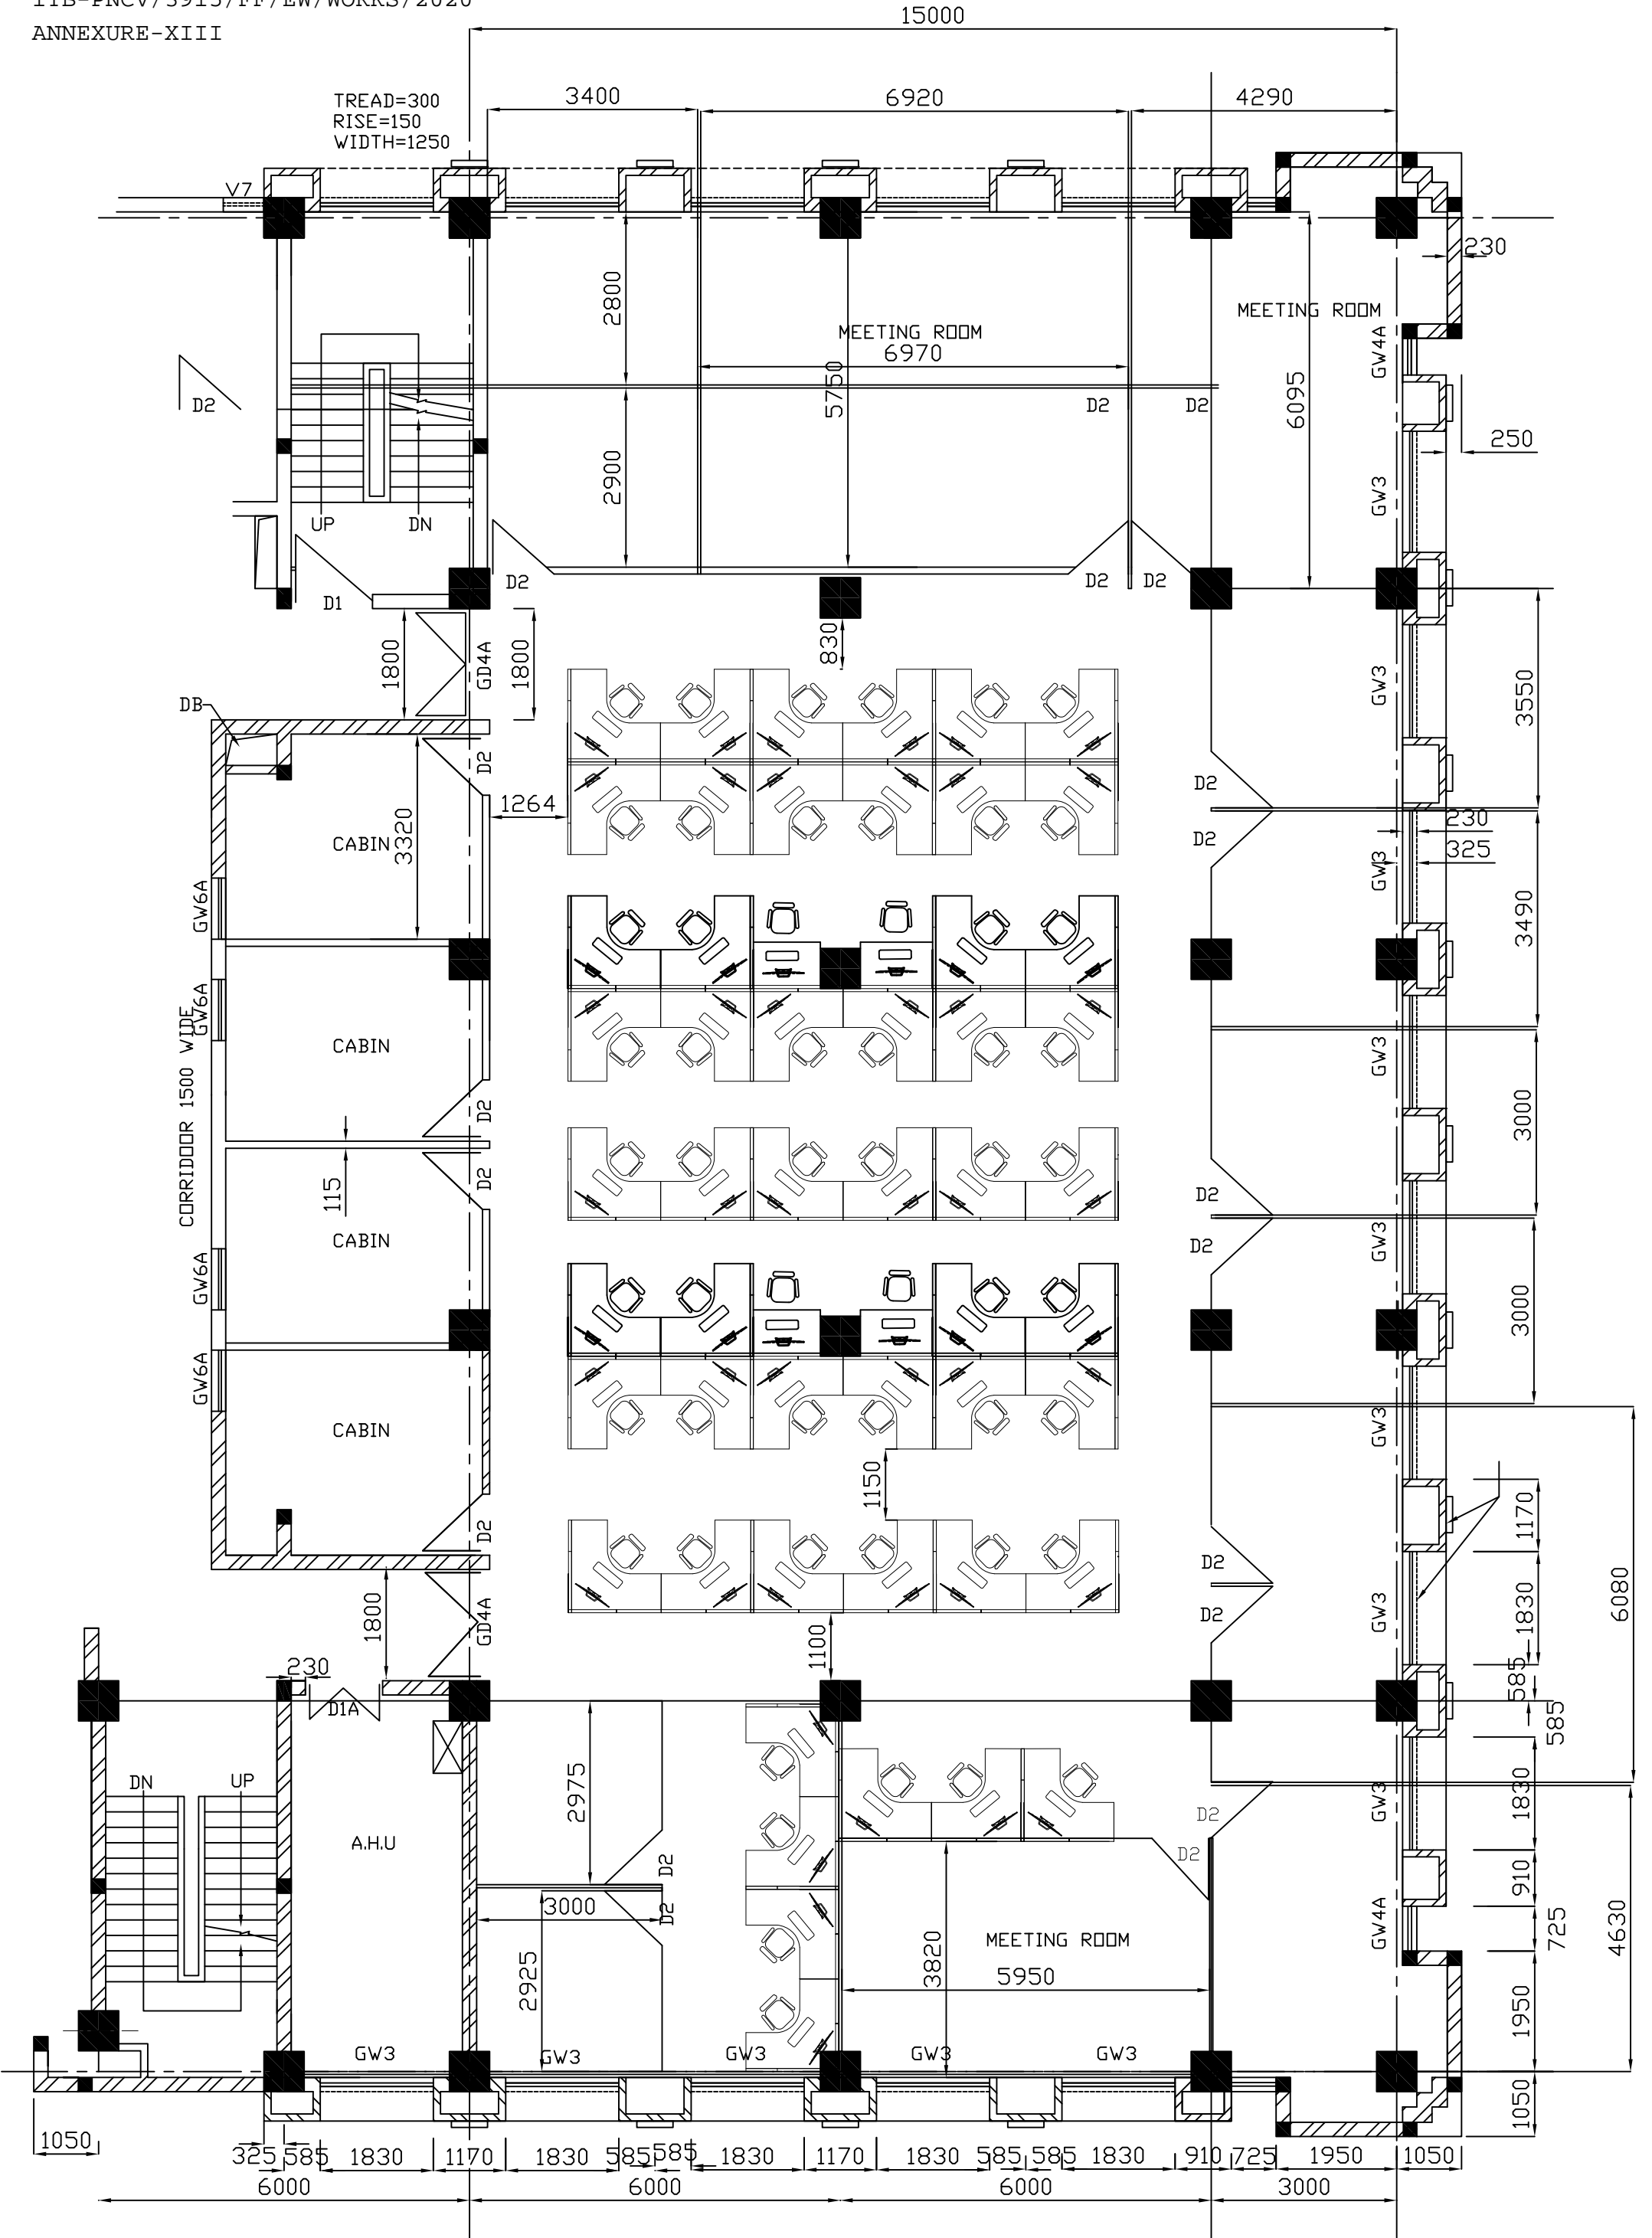 ANNEXURE-XIII
15000
TREAD=300
RISE=150
WIDTH=1250
3400
6920
4290
V7
230
2800
MEETING ROOM
MEETING ROOM
6970
5750
6095
GW4A
D2
D2
D2
250
2900
GW3
UP
DN
D2
D2
D2
D1
830
1800
GD4A
1800
GW3
3550
DB
D2
D2
1264
3320
CABIN
D2
230
325
GW3
3490
GW6A
GW6A
CORRIDOR 1500 WIDE
CABIN
GW3
D2
3000
115
D2
D2
CABIN
D2
GW3
GW6A
3000
GW6A
CABIN
GW3
1150
1170
D2
D2
6080
1800
GD4A
D2
GW3
1830
1100
230
D1A
585
585
2975
DN
UP
A.H.U
D2
GW3
1830
D2
D2
910
3000
D2
GW4A
725
4630
MEETING ROOM
3820
5950
2925
1950
GW3
GW3
GW3
GW3
GW3
1050
1050
325
585
1830
1170
1830
585
585
1830
1170
1830
585
585
1830
910
725
1950
1050
6000
6000
6000
3000